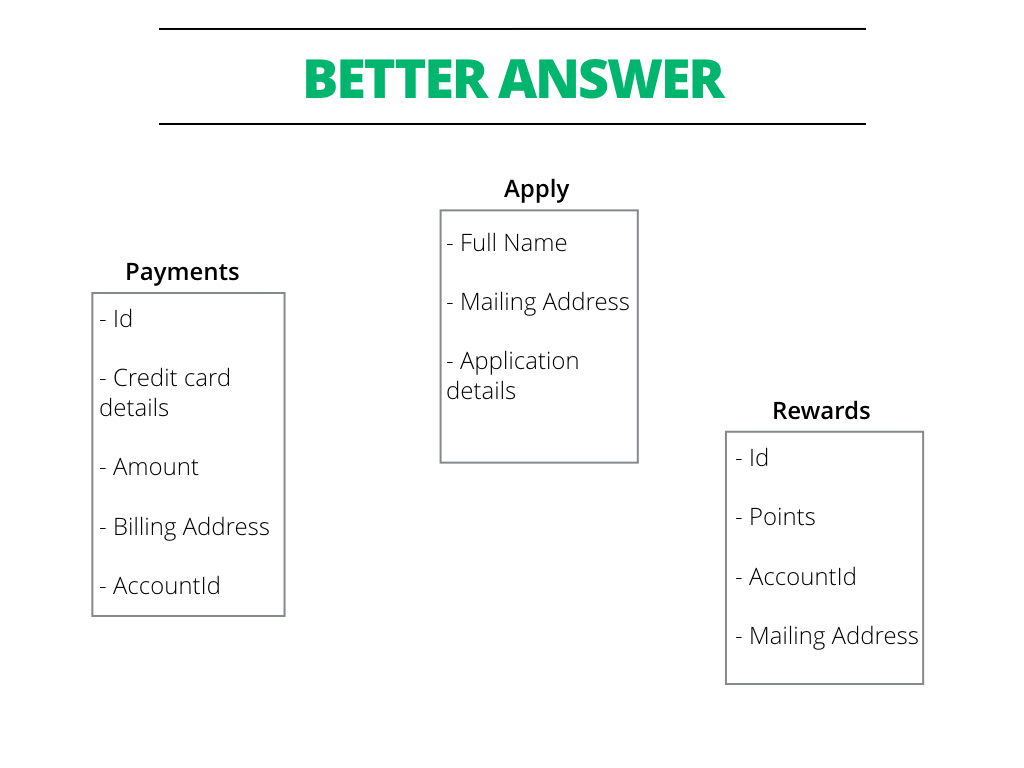 BETTER ANSWER
Payments
- Id
- Credit card
details
- Amount
- Billing Address
- AccountId
Apply
- Full Name
- Mailing Address
- Application
details
Rewards
- Id
- Points
- AccountId
- Mailing Address